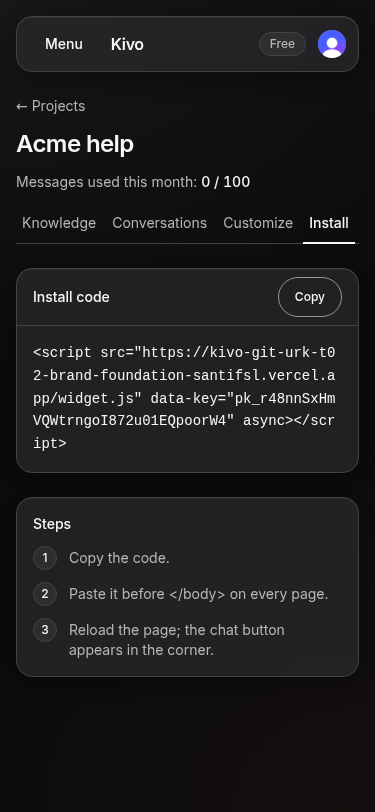 Menu Kivo Free
← Projects
Acme help
Messages used this month: 0 / 100
Knowledge Conversations Customize Install
Install code Copy
<script src="https://kivo-git-urk-t0
2-brand-foundation-santifsl.vercel.a
pp/widget.js" data-key="pk_r48nnSxHm
VQWtrngoI872u01EQpoorW4" async></scr
ipt>
Steps
1 Copy the code.
2 Paste it before </body> on every page.
3 Reload the page; the chat button
appears in the corner.